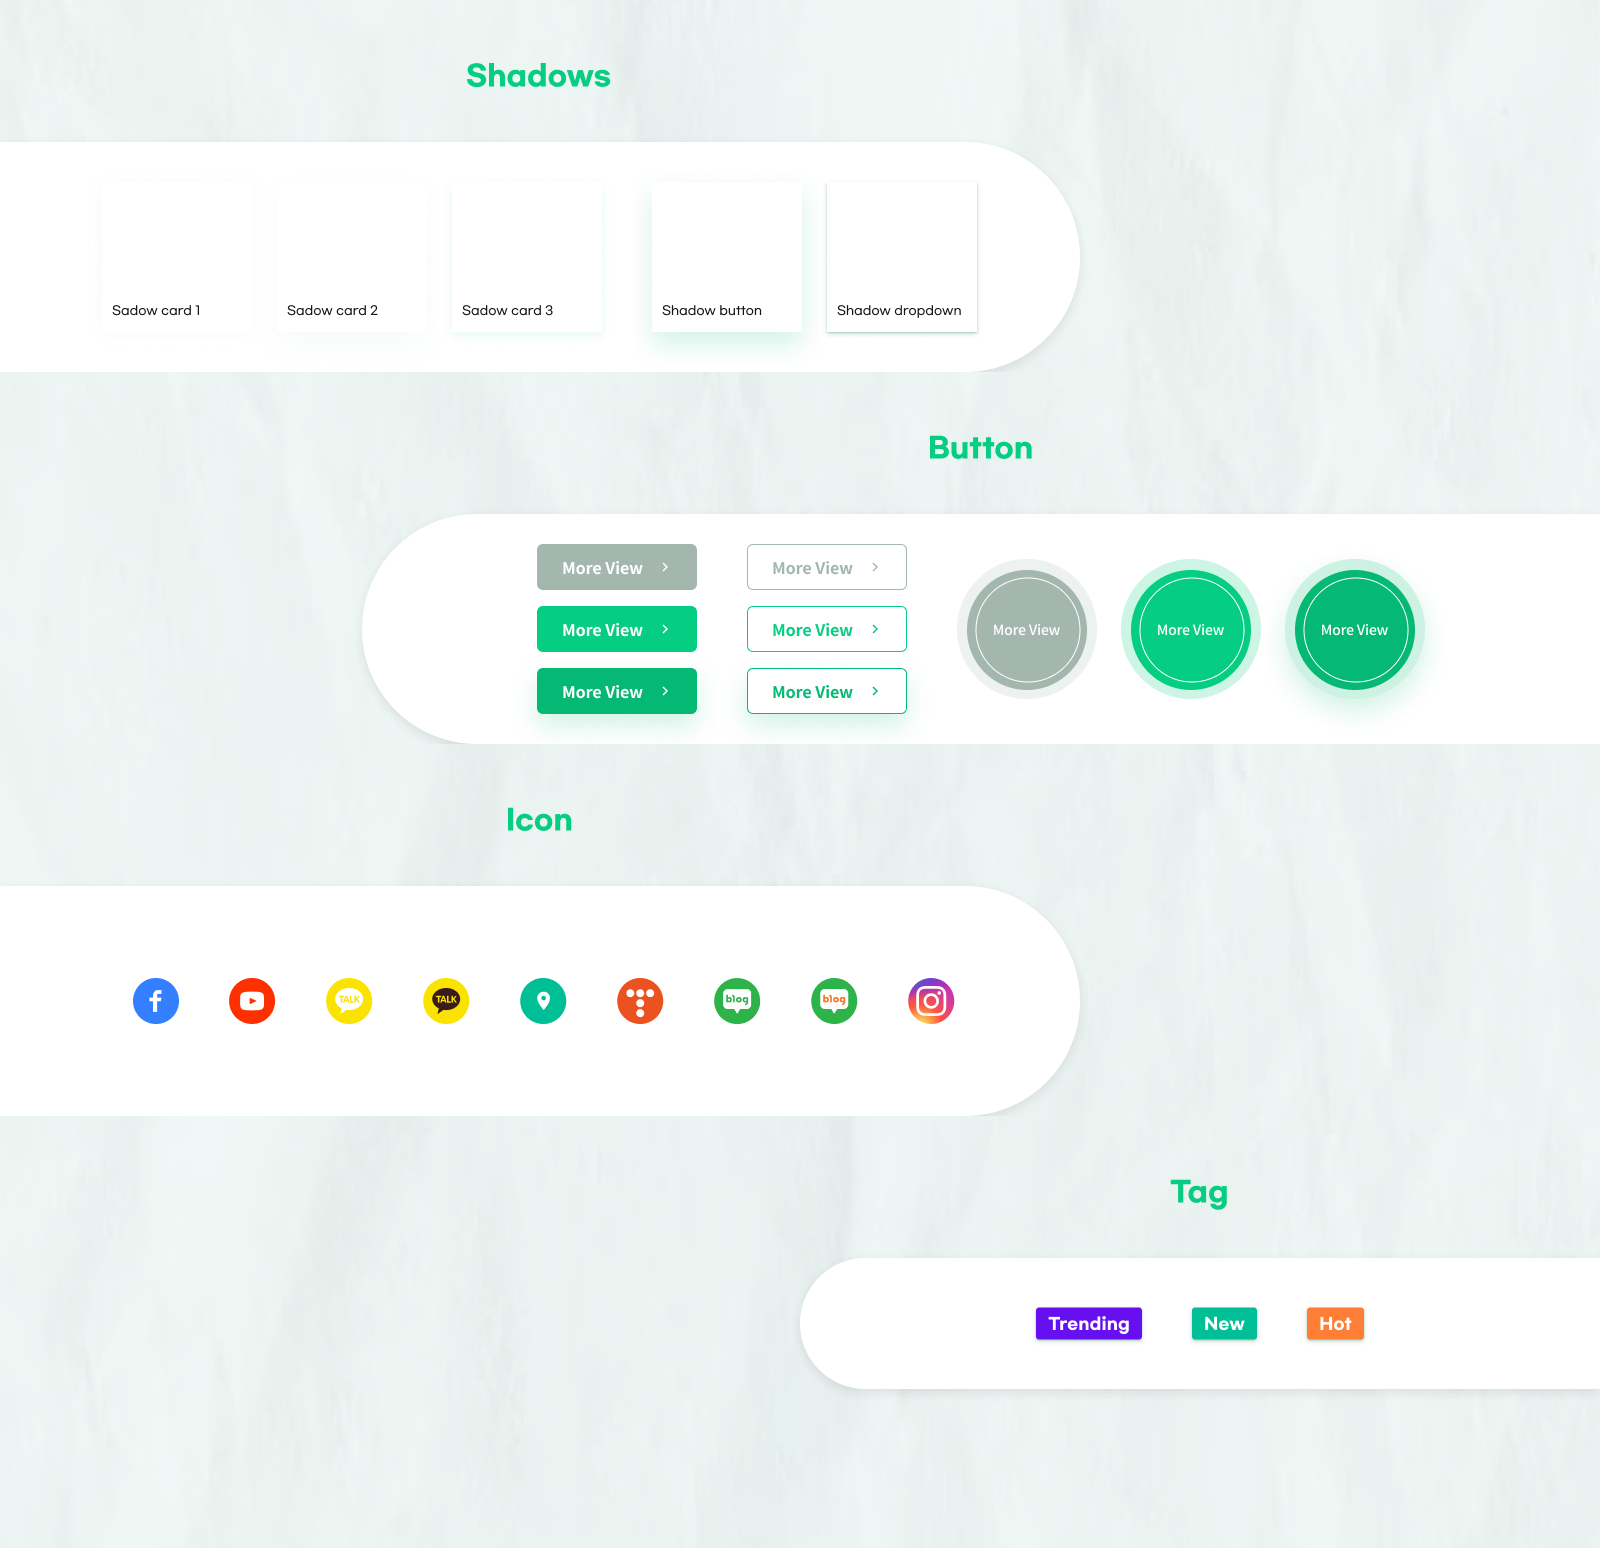 Shadows
Sadow card 1
Sadow card 2
Sadow card 3
Shadow button
Shadow dropdown
Button
More View
More View
More View
More View
More View
More View
More View
More View
More View
Icon
TALK
TALK
blog
blog
Tag
Trending
New
Hot